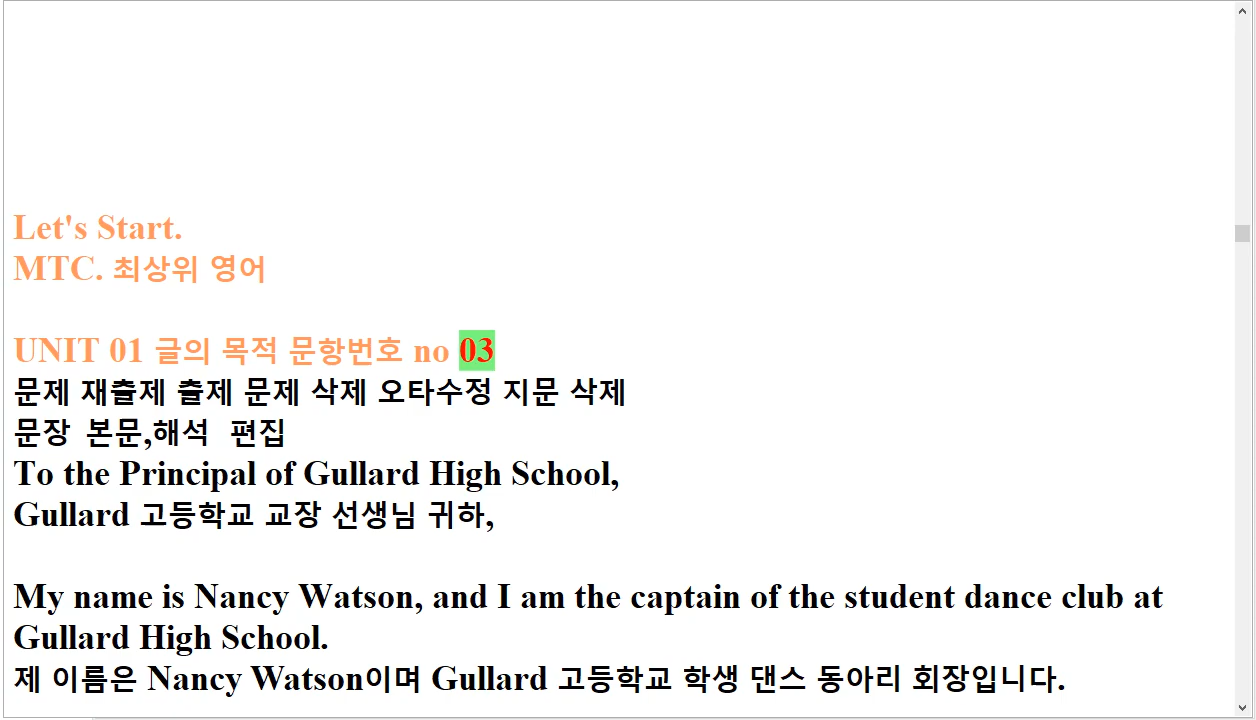 Let's Start.
MTC. 최상위 영어
UNIT 01 글의 목적 문항번호 no 03
문제 재출제 출제 문제 삭제 오타수정 지문 삭제
문장 본문,해석 편집
To the Principal of Gullard High School,
Gullard 고등학교 교장 선생님 귀하,
My name is Nancy Watson, and I am the captain of the student dance club at
Gullard High School.
제 이름은 Nancy Watson이며 Gullard 고등학교 학생 댄스 동아리 회장입니다.